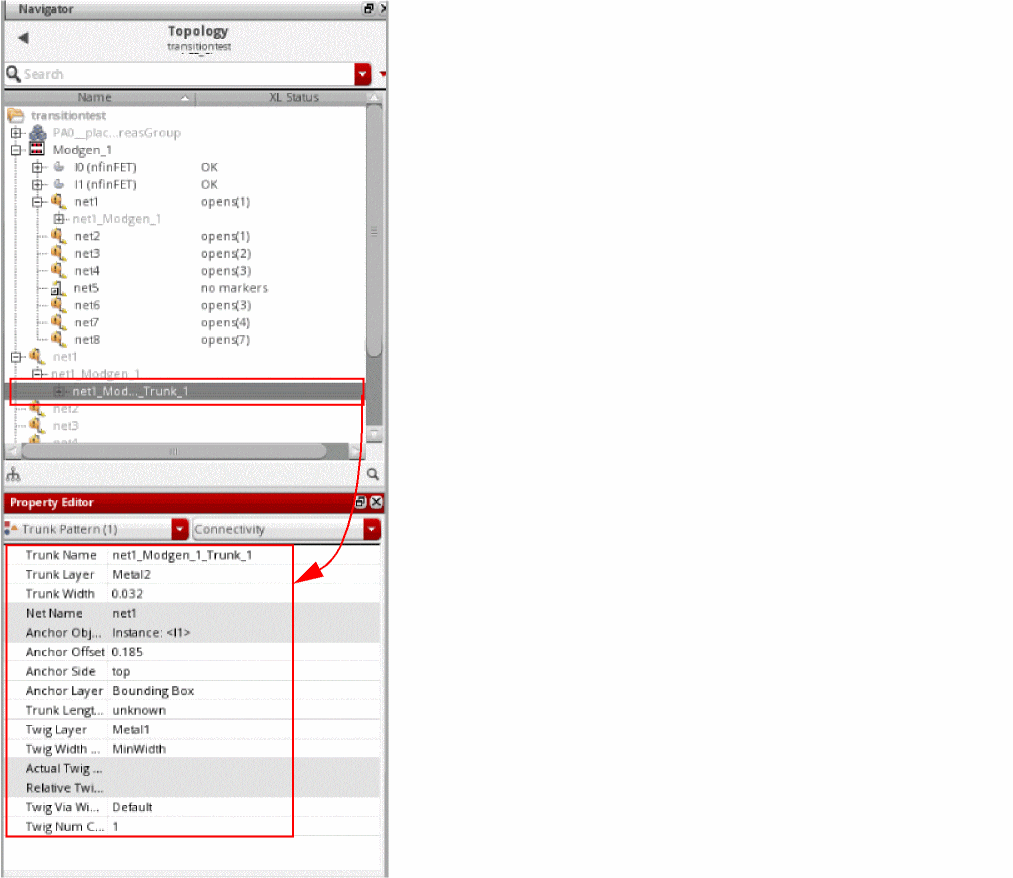 Navigator
Topology
transitiontest
Search
Name XL Status
transitiontest
PA0__plac...reasGroup
Modgen_1
I0 (nfinFET) OK
I1 (nfinFET) OK
net1 opens(1)
net1_Modgen_1
net2 opens(1)
net3 opens(2)
net4 opens(3)
net5 no markers
net6 opens(3)
net7 opens(4)
net8 opens(7)
net1
net1_Modgen_1
net1_Mod..._Trunk_1
net2
net3
net4
Property Editor
Trunk Pattern (1) Connectivity
Trunk Name net1_Modgen_1_Trunk_1
Trunk Layer Metal2
Trunk Width 0.032
Net Name net1
Anchor Obj... Instance: <I1>
Anchor Offset 0.185
Anchor Side top
Anchor Layer Bounding Box
Trunk Lengt... unknown
Twig Layer Metal1
Twig Width ... MinWidth
Actual Twig ...
Relative Twi...
Twig Via Wi... Default
Twig Num C... 1